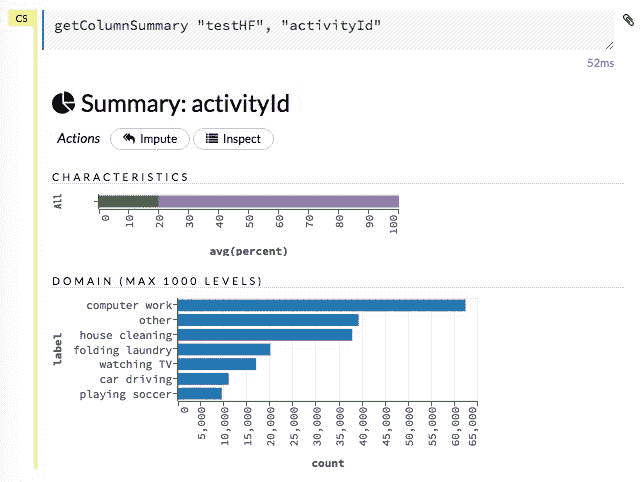 CS
getColumnSummary "testHF", "activityId"
52ms
Summary: activityId
Actions Impute Inspect
CHARACTERISTICS
All
0 10 20 30 40 50 60 70 80 90 100
avg(percent)
DOMAIN (MAX 1000 LEVELS)
label
computer work
other
house cleaning
folding laundry
watching TV
car driving
playing soccer
0 5,000 10,000 15,000 20,000 25,000 30,000 35,000 40,000 45,000 50,000 55,000 60,000 65,000
count